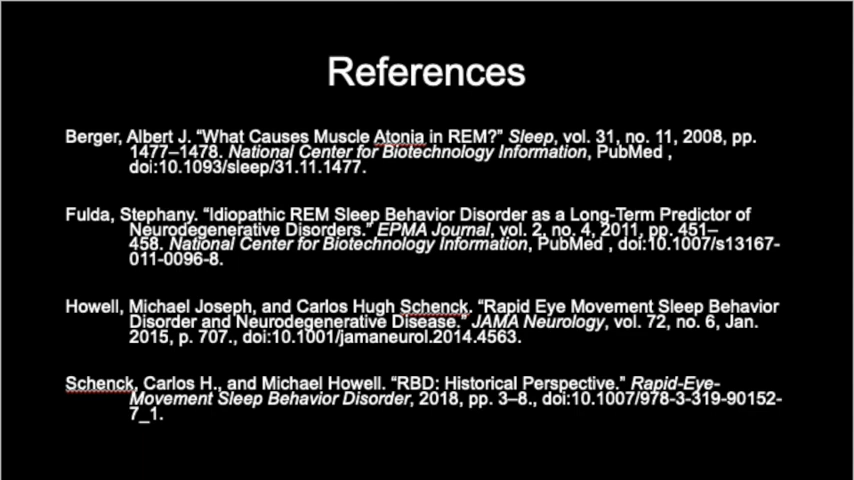 References
Berger, Albert J. “What Causes Muscle Atonia in REM?” Sleep, vol. 31, no. 11, 2008, pp.
1477–1478. National Center for Biotechnology Information, PubMed ,
doi:10.1093/sleep/31.11.1477.
Fulda, Stephany. “Idiopathic REM Sleep Behavior Disorder as a Long-Term Predictor of
Neurodegenerative Disorders.” EPMA Journal, vol. 2, no. 4, 2011, pp. 451–
458. National Center for Biotechnology Information, PubMed , doi:10.1007/s13167-
011-0096-8.
Howell, Michael Joseph, and Carlos Hugh Schenck. “Rapid Eye Movement Sleep Behavior
Disorder and Neurodegenerative Disease.” JAMA Neurology, vol. 72, no. 6, Jan.
2015, p. 707., doi:10.1001/jamaneurol.2014.4563.
Schenck, Carlos H., and Michael Howell. “RBD: Historical Perspective.” Rapid-Eye-
Movement Sleep Behavior Disorder, 2018, pp. 3–8., doi:10.1007/978-3-319-90152-
7_1.